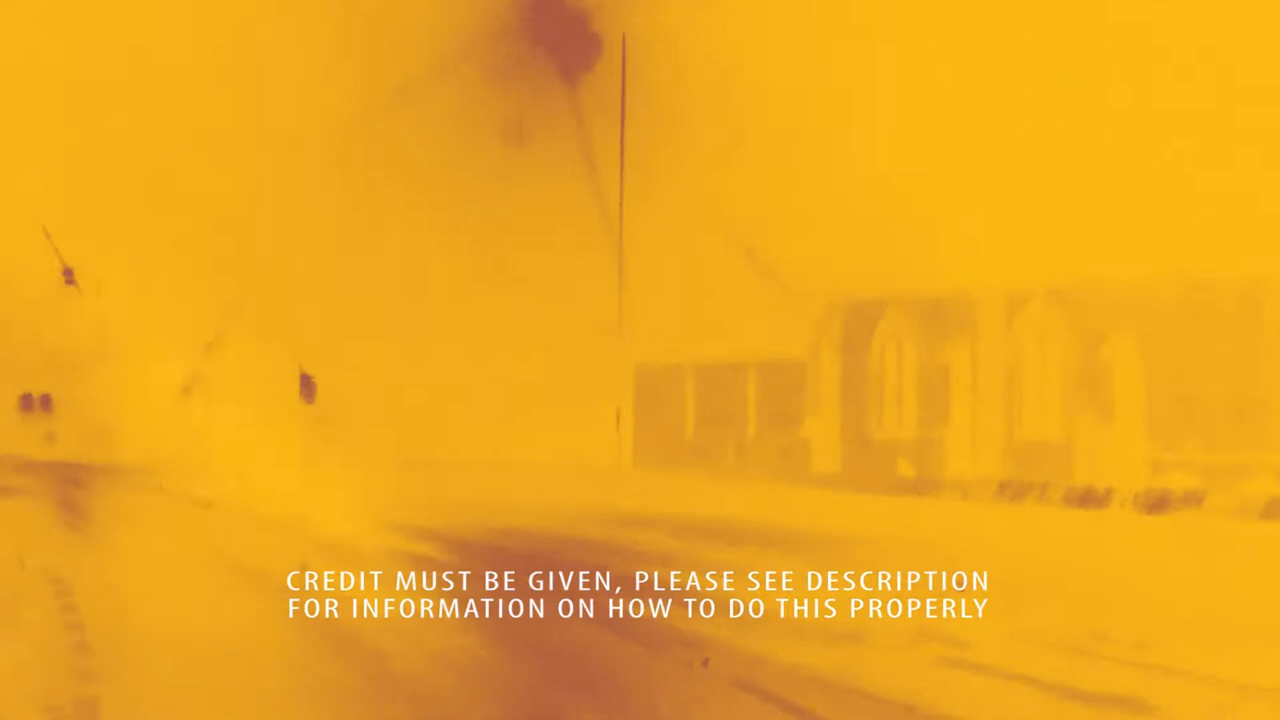 CREDIT MUST BE GIVEN, PLEASE SEE DESCRIPTION
FOR INFORMATION ON HOW TO DO THIS PROPERLY